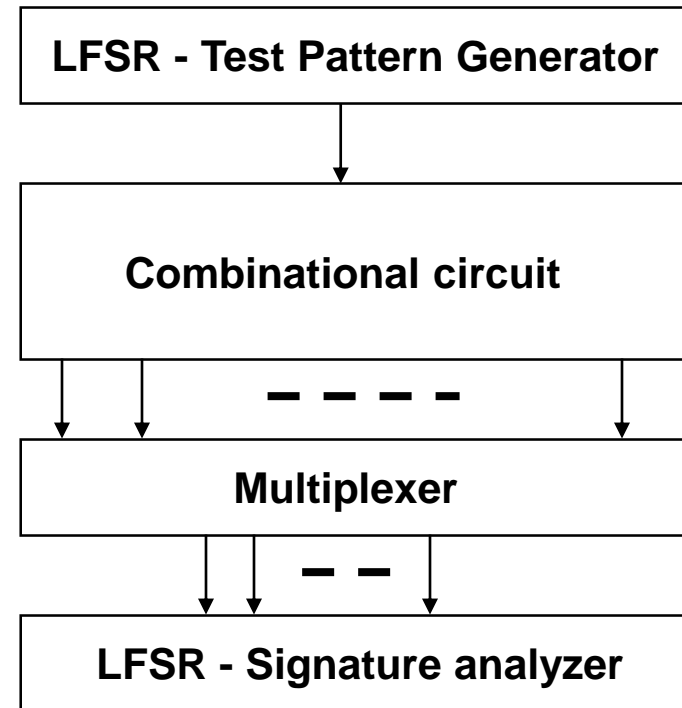 LFSR - Test Pattern Generator
Combinational circuit
Multiplexer
LFSR - Signature analyzer